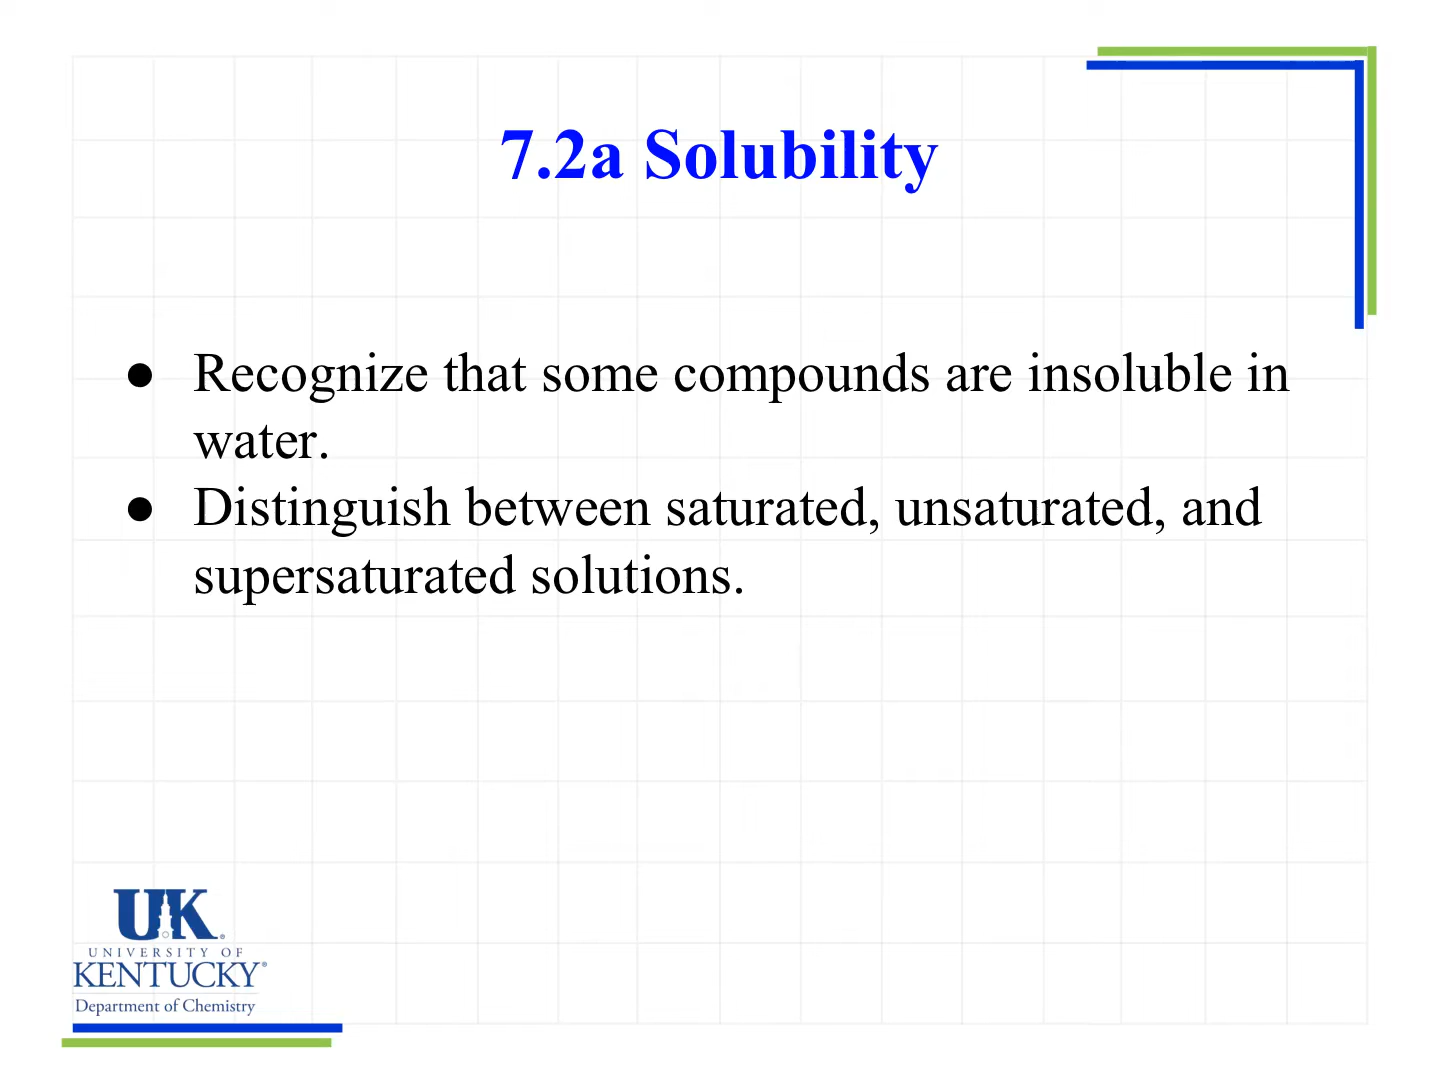 7.2a Solubility
● Recognize that some compounds are insoluble in
water.
● Distinguish between saturated, unsaturated, and
supersaturated solutions.
UK®
UNIVERSITY OF
KENTUCKY®
Department of Chemistry